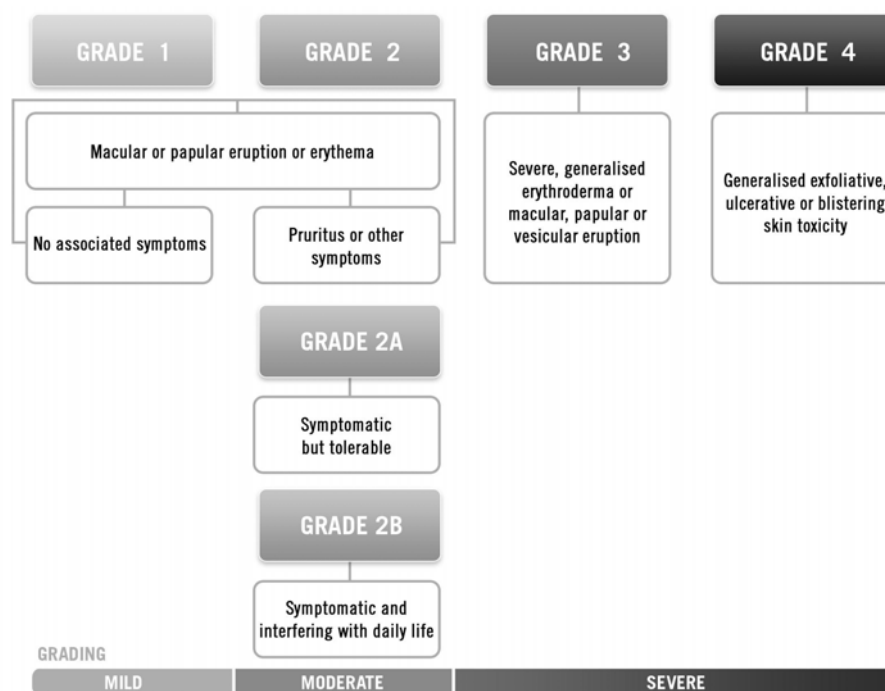 GRADE 1
GRADE 2
GRADE 3
GRADE 4
Macular or papular eruption or erythema
No associated symptoms
Pruritus or other
symptoms
Severe, generalised
erythroderma or
macular, papular or
vesicular eruption
Generalised exfoliative,
ulcerative or blistering
skin toxicity
GRADE 2A
Symptomatic
but tolerable
GRADE 2B
Symptomatic and
interfering with daily life
GRADING
MILD
MODERATE
SEVERE